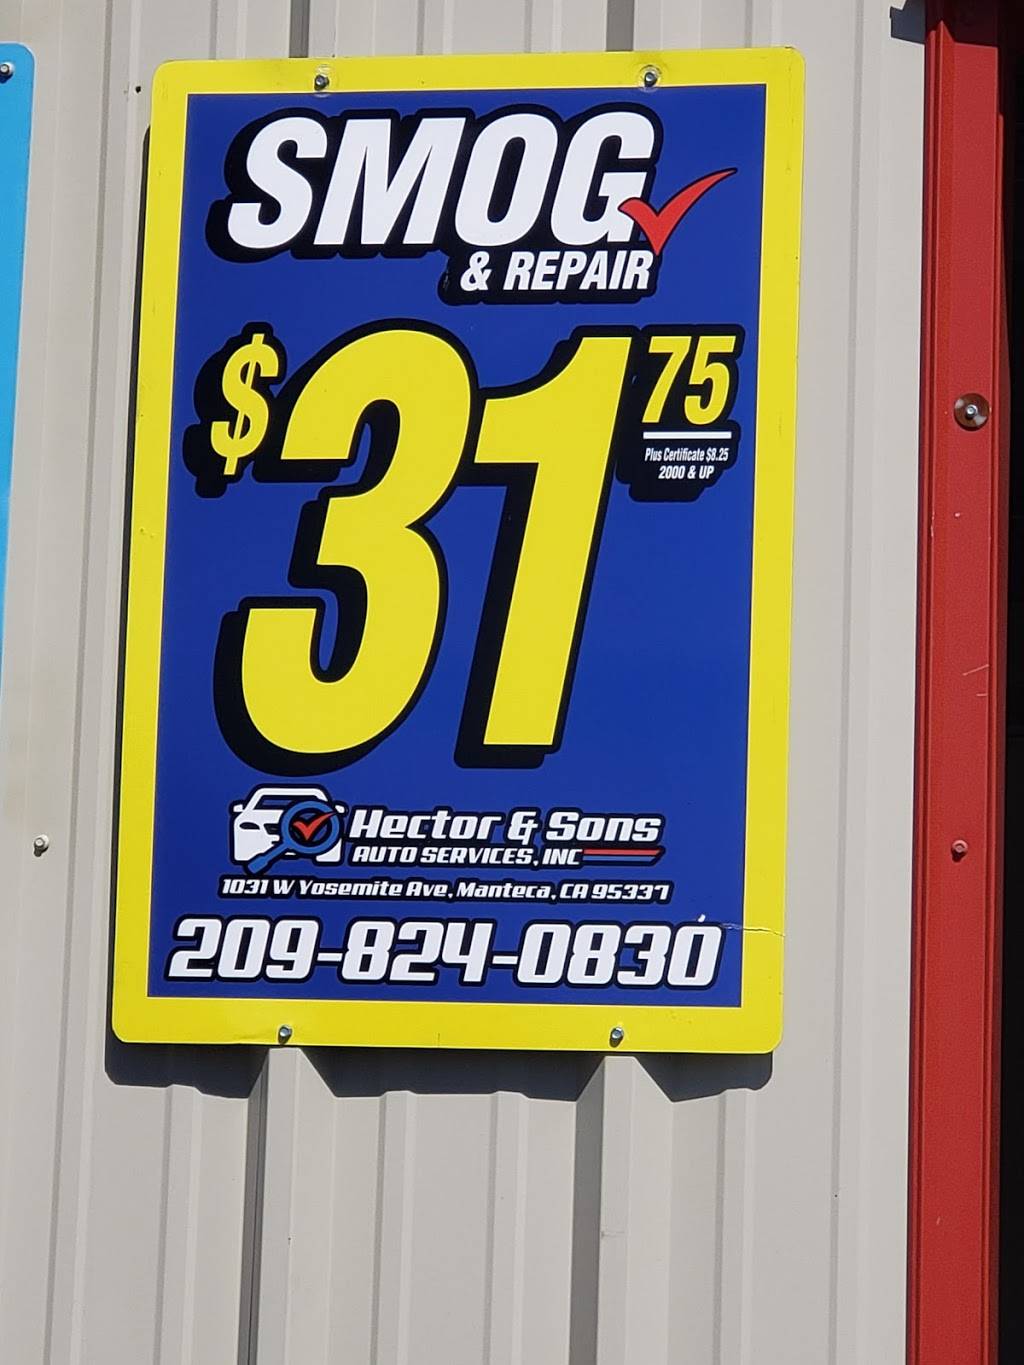 SMOG
& REPAIR
$31 75
Plus Certificate $8.25
2000 & UP
Hector & Sons
AUTO SERVICES, INC
1031 W Yosemite Ave, Manteca, CA 95337
209-824-0830